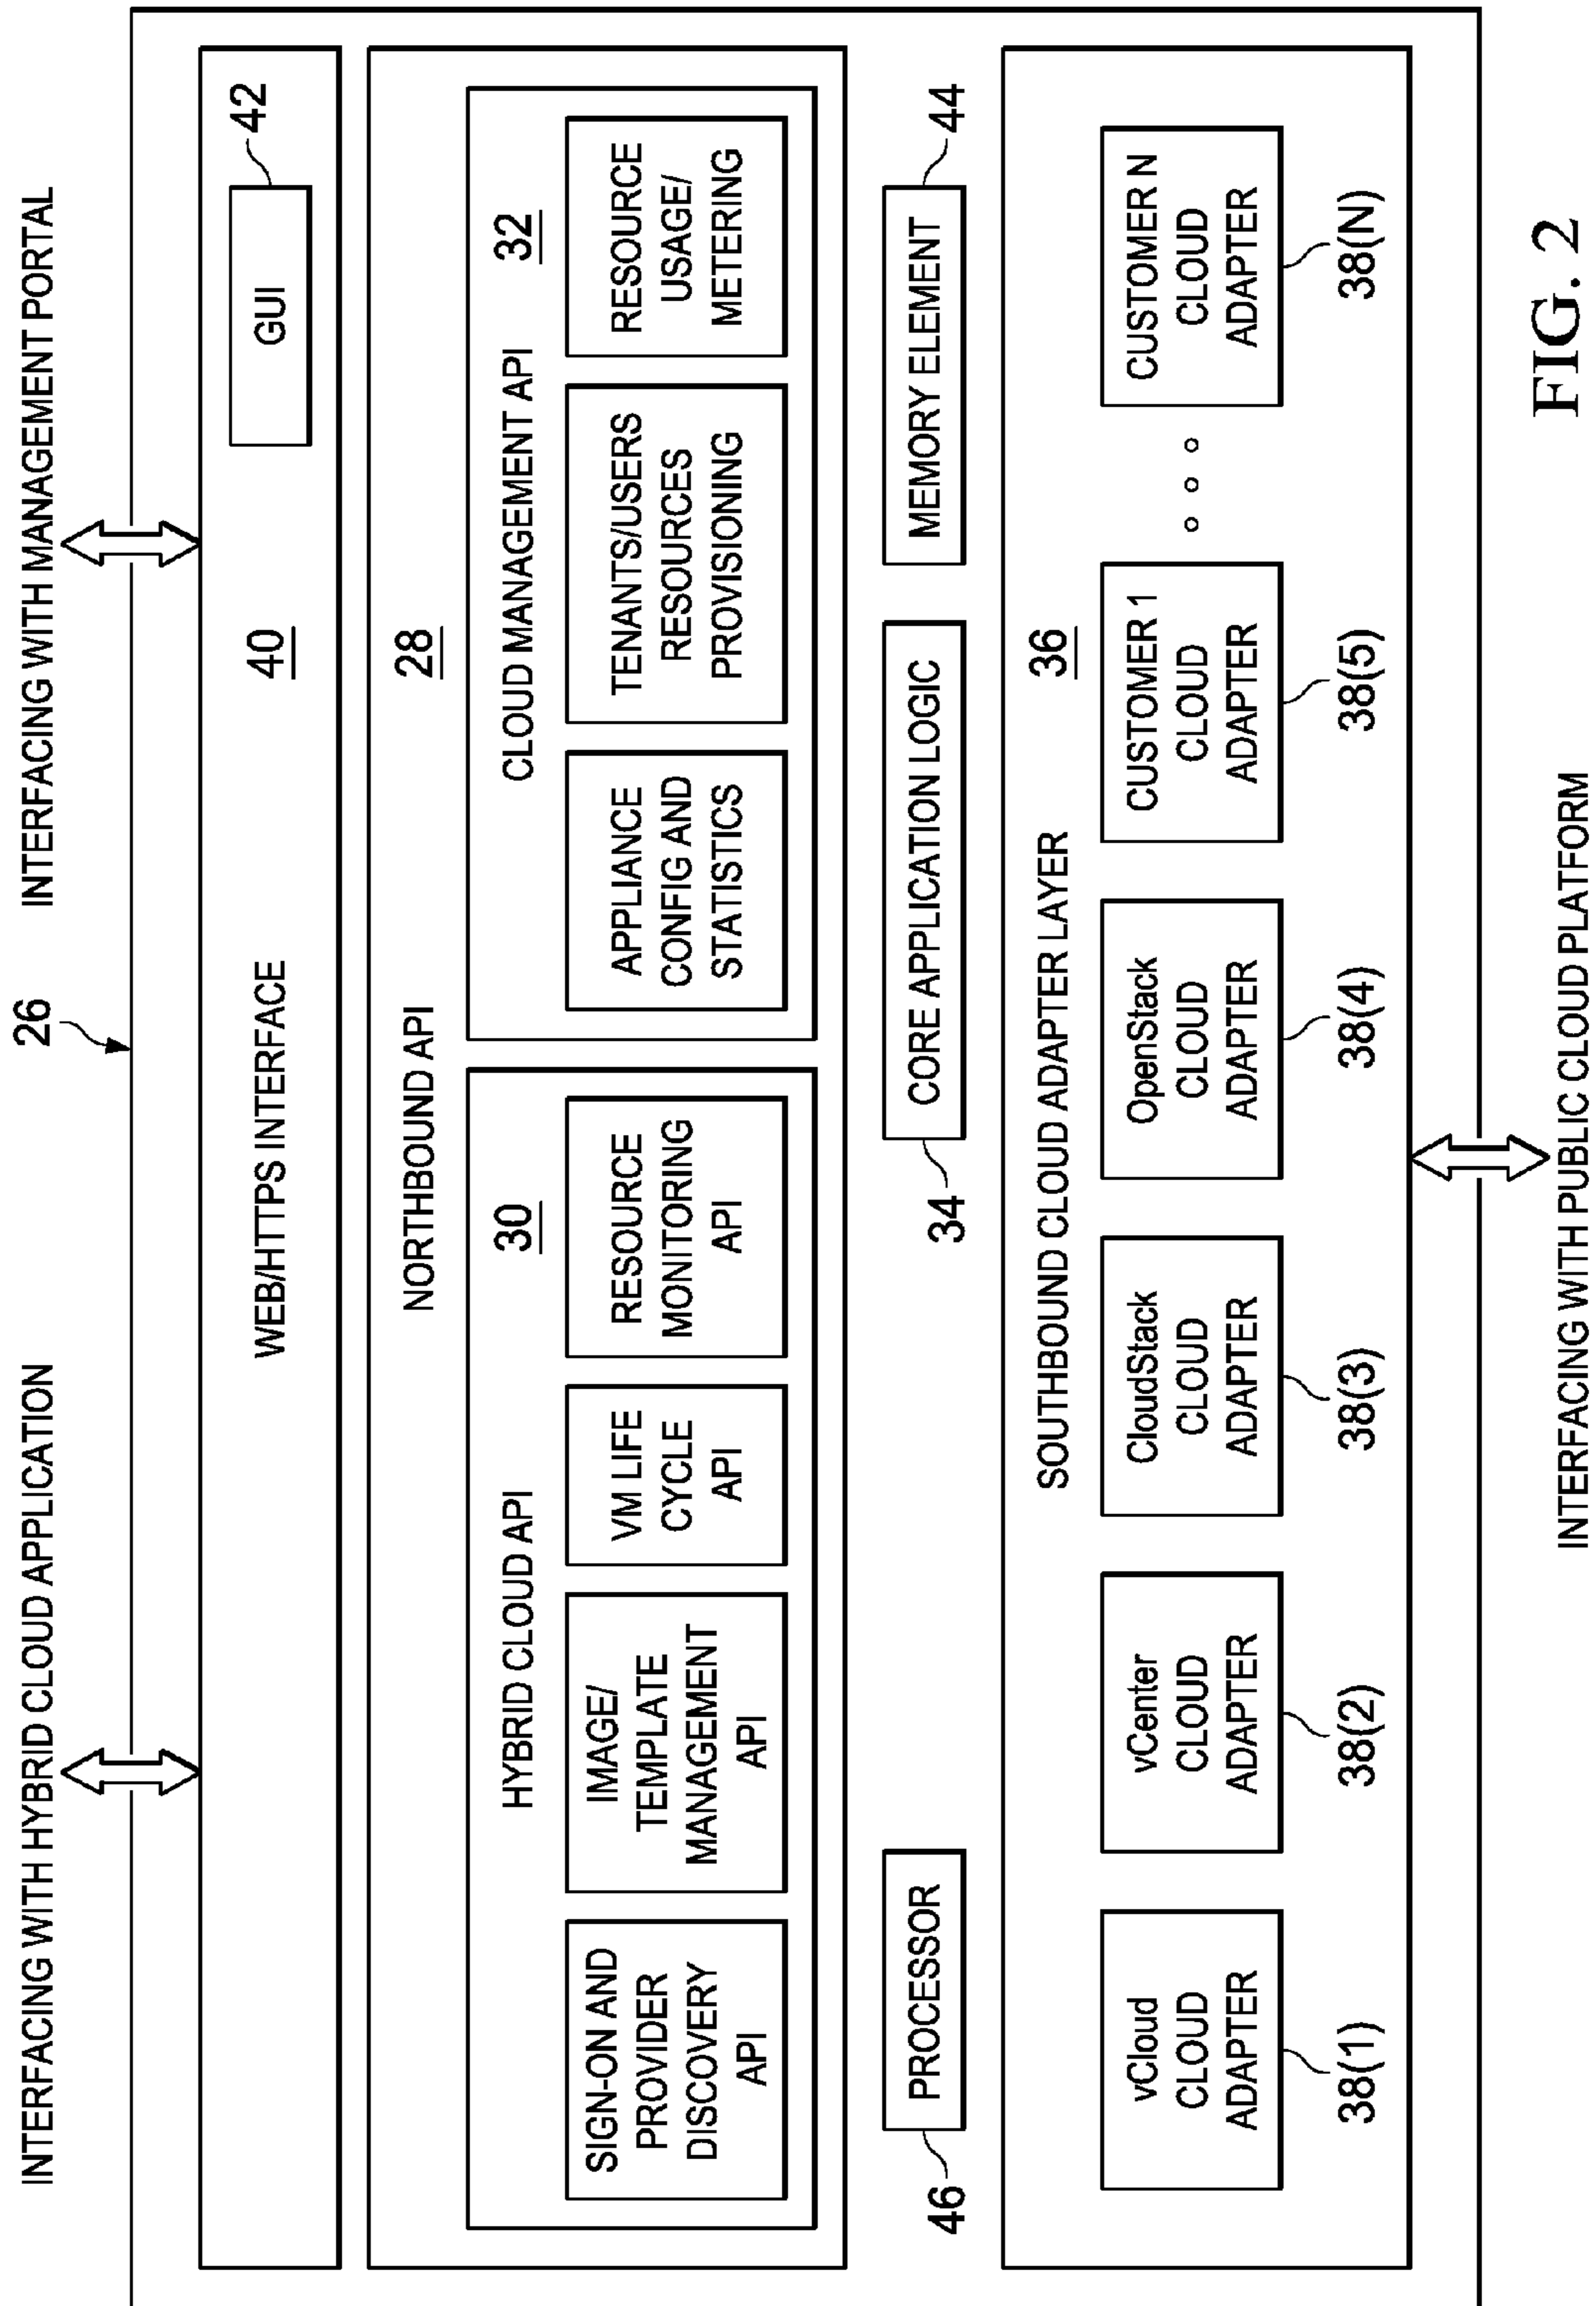 INTERFACING WITH HYBRID CLOUD APPLICATION
26
INTERFACING WITH MANAGEMENT PORTAL
WEB/HTTPS INTERFACE
40
GUI
42
NORTHBOUND API
28
HYBRID CLOUD API
30
SIGN-ON AND
PROVIDER
DISCOVERY
API
IMAGE/
TEMPLATE
MANAGEMENT
API
VM LIFE
CYCLE
API
RESOURCE
MONITORING
API
CLOUD MANAGEMENT API
32
APPLIANCE
CONFIG AND
STATISTICS
TENANTS/USERS
RESOURCES
PROVISIONING
RESOURCE
USAGE/
METERING
46
PROCESSOR
34
CORE APPLICATION LOGIC
MEMORY ELEMENT
44
SOUTHBOUND CLOUD ADAPTER LAYER
36
vCloud
CLOUD
ADAPTER
38(1)
vCenter
CLOUD
ADAPTER
38(2)
CloudStack
CLOUD
ADAPTER
38(3)
OpenStack
CLOUD
ADAPTER
38(4)
CUSTOMER 1
CLOUD
ADAPTER
38(5)
CUSTOMER N
CLOUD
ADAPTER
38(N)
INTERFACING WITH PUBLIC CLOUD PLATFORM
FIG. 2